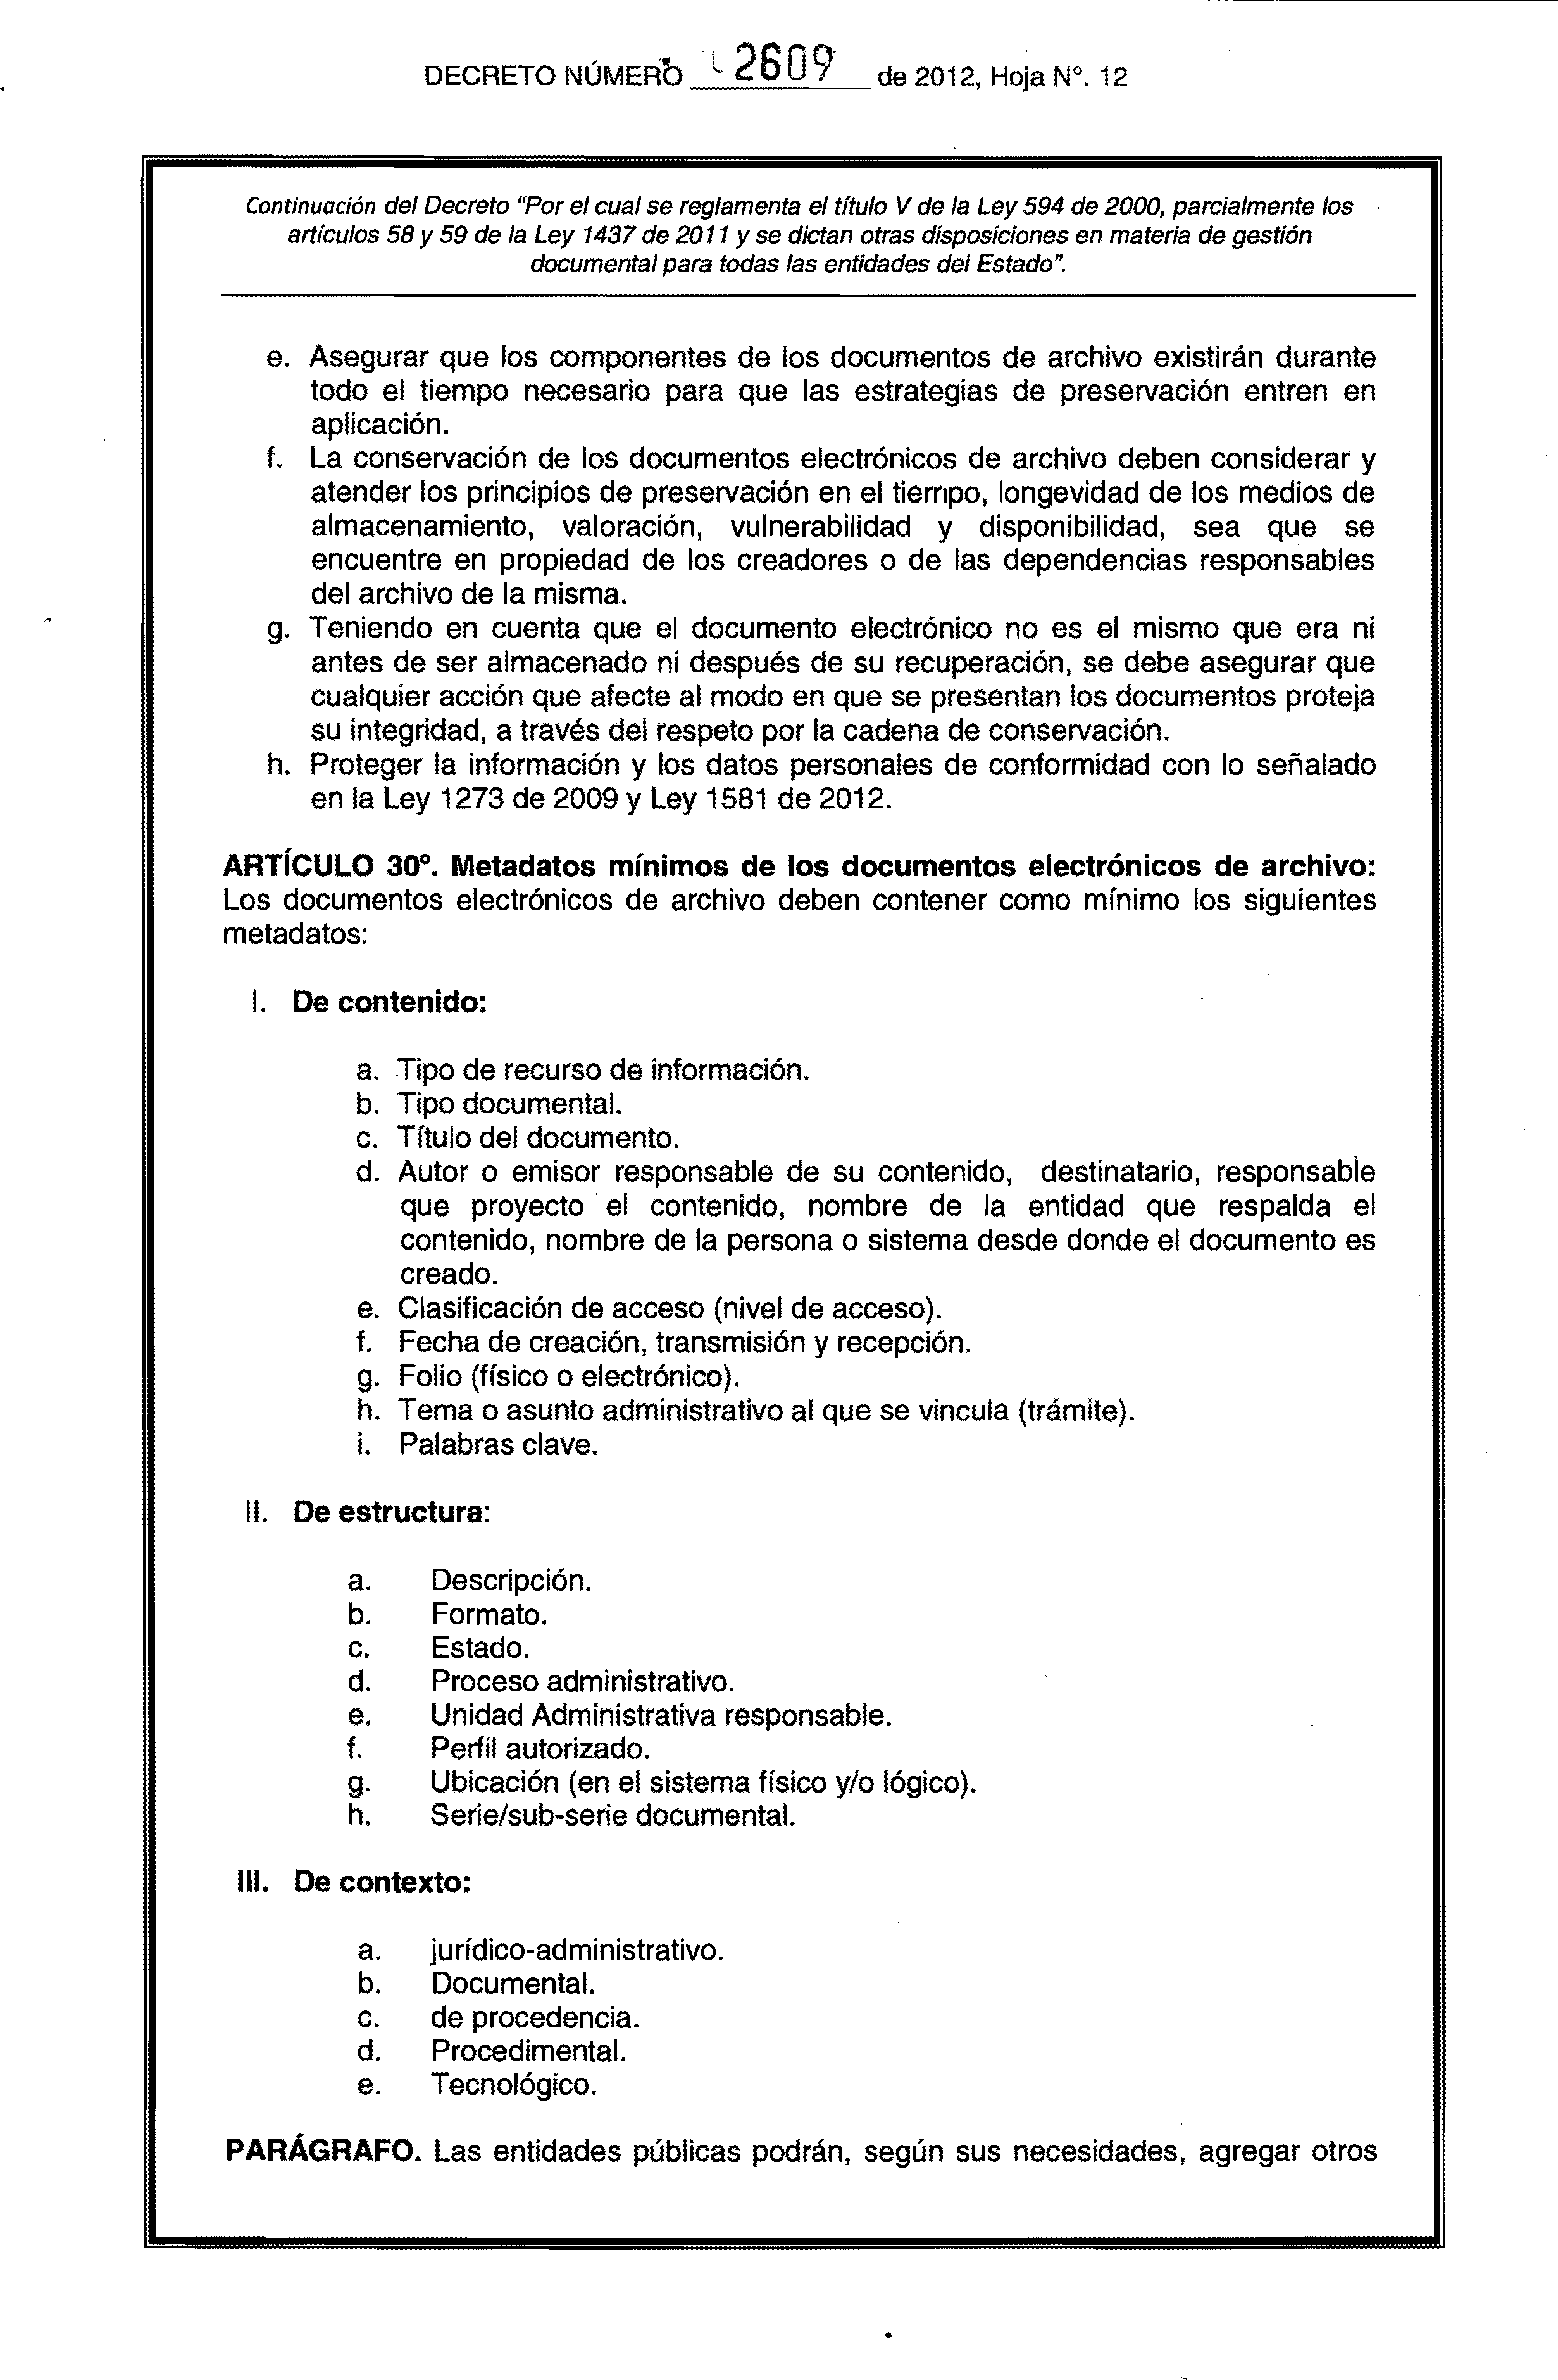 DECRETO NÚMERO 2609 de 2012, Hoja N°. 12
Continuación del Decreto "Por el cual se reglamenta el título V de la Ley 594 de 2000, parcialmente los
artículos 58 y 59 de la Ley 1437 de 2011 y se dictan otras disposiciones en materia de gestión
documental para todas las entidades del Estado".
e. Asegurar que los componentes de los documentos de archivo existirán durante
todo el tiempo necesario para que las estrategias de preservación entren en
aplicación.
f. La conservación de los documentos electrónicos de archivo deben considerar y
atender los principios de preservación en el tiempo, longevidad de los medios de
almacenamiento, valoración, vulnerabilidad y disponibilidad, sea que se
encuentre en propiedad de los creadores o de las dependencias responsables
del archivo de la misma.
g. Teniendo en cuenta que el documento electrónico no es el mismo que era ni
antes de ser almacenado ni después de su recuperación, se debe asegurar que
cualquier acción que afecte al modo en que se presentan los documentos proteja
su integridad, a través del respeto por la cadena de conservación.
h. Proteger la información y los datos personales de conformidad con lo señalado
en la Ley 1273 de 2009 y Ley 1581 de 2012.
ARTÍCULO 30°. Metadatos mínimos de los documentos electrónicos de archivo:
Los documentos electrónicos de archivo deben contener como mínimo los siguientes
metadatos:
I. De contenido:
a. Tipo de recurso de información.
b. Tipo documental.
c. Título del documento.
d. Autor o emisor responsable de su contenido, destinatario, responsable
que proyecto el contenido, nombre de la entidad que respalda el
contenido, nombre de la persona o sistema desde donde el documento es
creado.
e. Clasificación de acceso (nivel de acceso).
f. Fecha de creación, transmisión y recepción.
g. Folio (físico o electrónico).
h. Tema o asunto administrativo al que se vincula (trámite).
i. Palabras clave.
II. De estructura:
a. Descripción.
b. Formato.
c. Estado.
d. Proceso administrativo.
e. Unidad Administrativa responsable.
f. Perfil autorizado.
g. Ubicación (en el sistema físico y/o lógico).
h. Serie/sub-serie documental.
III. De contexto:
a. jurídico-administrativo.
b. Documental.
c. de procedencia.
d. Procedimental.
e. Tecnológico.
PARÁGRAFO. Las entidades públicas podrán, según sus necesidades, agregar otros